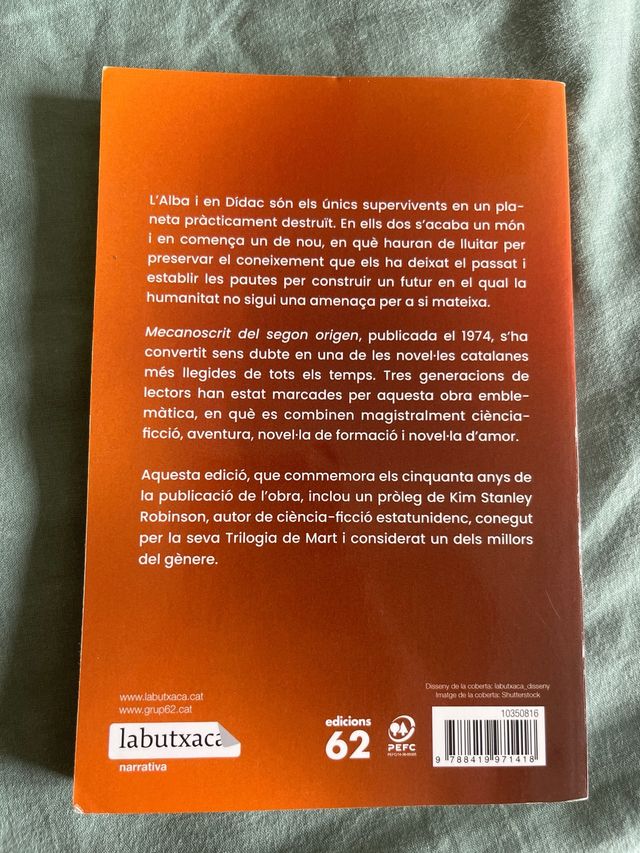 L'Alba i en Dídac són els únics supervivents en un pla-
neta pràcticament destruït. En ells dos s'acaba un món
i en comença un de nou, en què hauran de lluitar per
preservar el coneixement que els ha deixat el passat i
establir les pautes per construir un futur en el qual la
humanitat no sigui una amenaça per a si mateixa.
Mecanoscrit del segon origen, publicada el 1974, s'ha
convertit sens dubte en una de les novel·les catalanes
més llegides de tots els temps. Tres generacions de
lectors han estat marcades per aquesta obra emble-
màtica, en què es combinen magistralment ciència-
ficció, aventura, novel·la de formació i novel·la d'amor.
Aquesta edició, que commemora els cinquanta anys de
la publicació de l'obra, inclou un pròleg de Kim Stanley
Robinson, autor de ciència-ficció estatunidenc, conegut
per la seva Trilogia de Mart i considerat un dels millors
del gènere.
Disseny de la coberta: labutxaca_disseny
Imatge de la coberta: Shutterstock
www.labutxaca.cat
www.grup62.cat
labutxaca
narrativa
edicions
62
PEFC
10350816
9 788419 971418